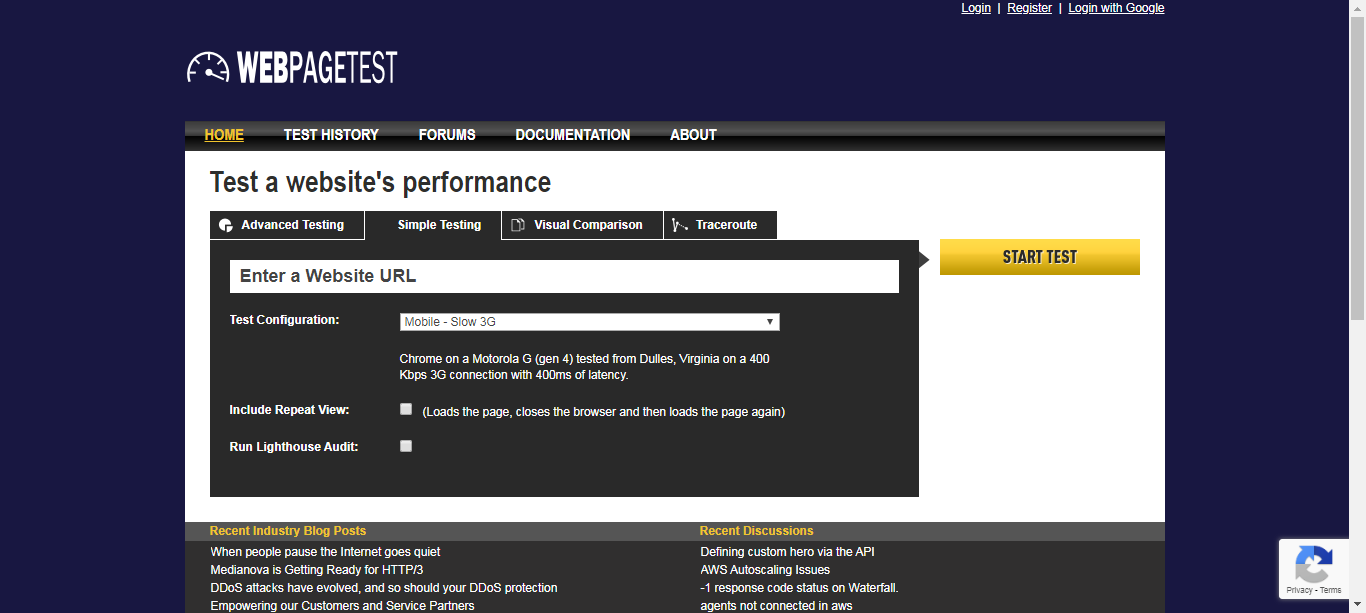 Login | Register | Login with Google
WEBPAGETEST
HOME TEST HISTORY FORUMS DOCUMENTATION ABOUT
Test a website's performance
Advanced Testing Simple Testing Visual Comparison Traceroute
Enter a Website URL
START TEST
Test Configuration: Mobile - Slow 3G
Chrome on a Motorola G (gen 4) tested from Dulles, Virginia on a 400
Kbps 3G connection with 400ms of latency.
Include Repeat View: (Loads the page, closes the browser and then loads the page again)
Run Lighthouse Audit:
Recent Industry Blog Posts
When people pause the Internet goes quiet
Medianova is Getting Ready for HTTP/3
DDoS attacks have evolved, and so should your DDoS protection
Empowering our Customers and Service Partners
Recent Discussions
Defining custom hero via the API
AWS Autoscaling Issues
-1 response code status on Waterfall.
agents not connected in aws
Privacy - Terms